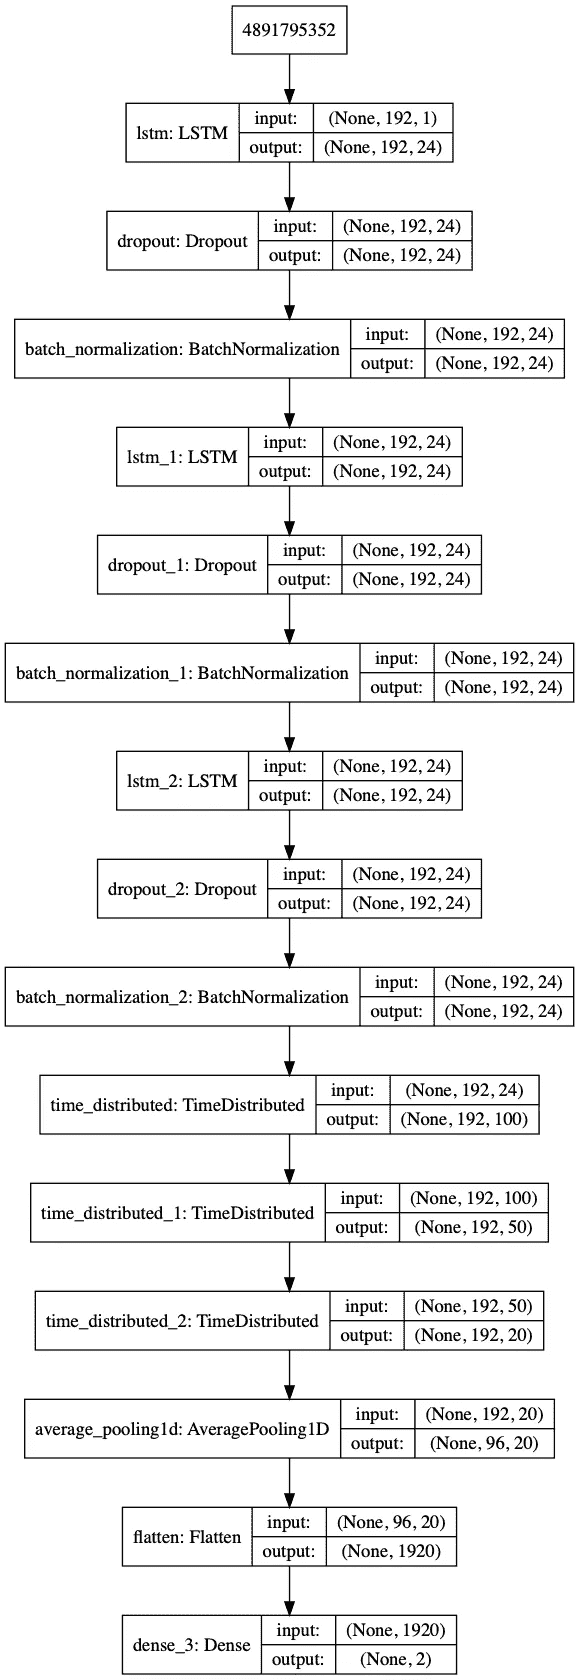 4891795352
lstm: LSTM
input: (None, 192, 1)
output: (None, 192, 24)
dropout: Dropout
input: (None, 192, 24)
output: (None, 192, 24)
batch_normalization: BatchNormalization
input: (None, 192, 24)
output: (None, 192, 24)
lstm_1: LSTM
input: (None, 192, 24)
output: (None, 192, 24)
dropout_1: Dropout
input: (None, 192, 24)
output: (None, 192, 24)
batch_normalization_1: BatchNormalization
input: (None, 192, 24)
output: (None, 192, 24)
lstm_2: LSTM
input: (None, 192, 24)
output: (None, 192, 24)
dropout_2: Dropout
input: (None, 192, 24)
output: (None, 192, 24)
batch_normalization_2: BatchNormalization
input: (None, 192, 24)
output: (None, 192, 24)
time_distributed: TimeDistributed
input: (None, 192, 24)
output: (None, 192, 100)
time_distributed_1: TimeDistributed
input: (None, 192, 100)
output: (None, 192, 50)
time_distributed_2: TimeDistributed
input: (None, 192, 50)
output: (None, 192, 20)
average_pooling1d: AveragePooling1D
input: (None, 192, 20)
output: (None, 96, 20)
flatten: Flatten
input: (None, 96, 20)
output: (None, 1920)
dense_3: Dense
input: (None, 1920)
output: (None, 2)